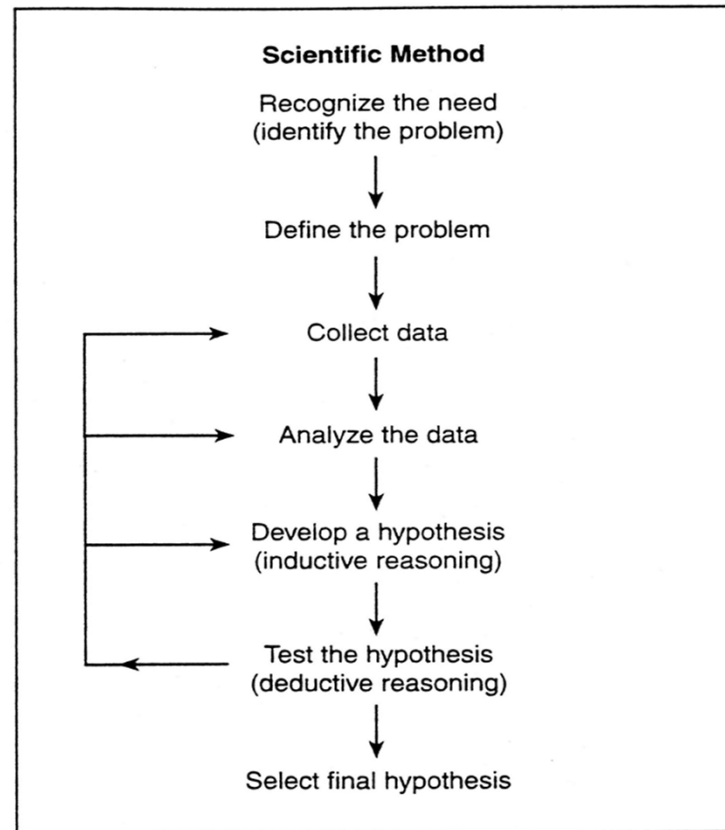 Scientific Method
Recognize the need
(identify the problem)
Define the problem
Collect data
Analyze the data
Develop a hypothesis
(inductive reasoning)
Test the hypothesis
(deductive reasoning)
Select final hypothesis